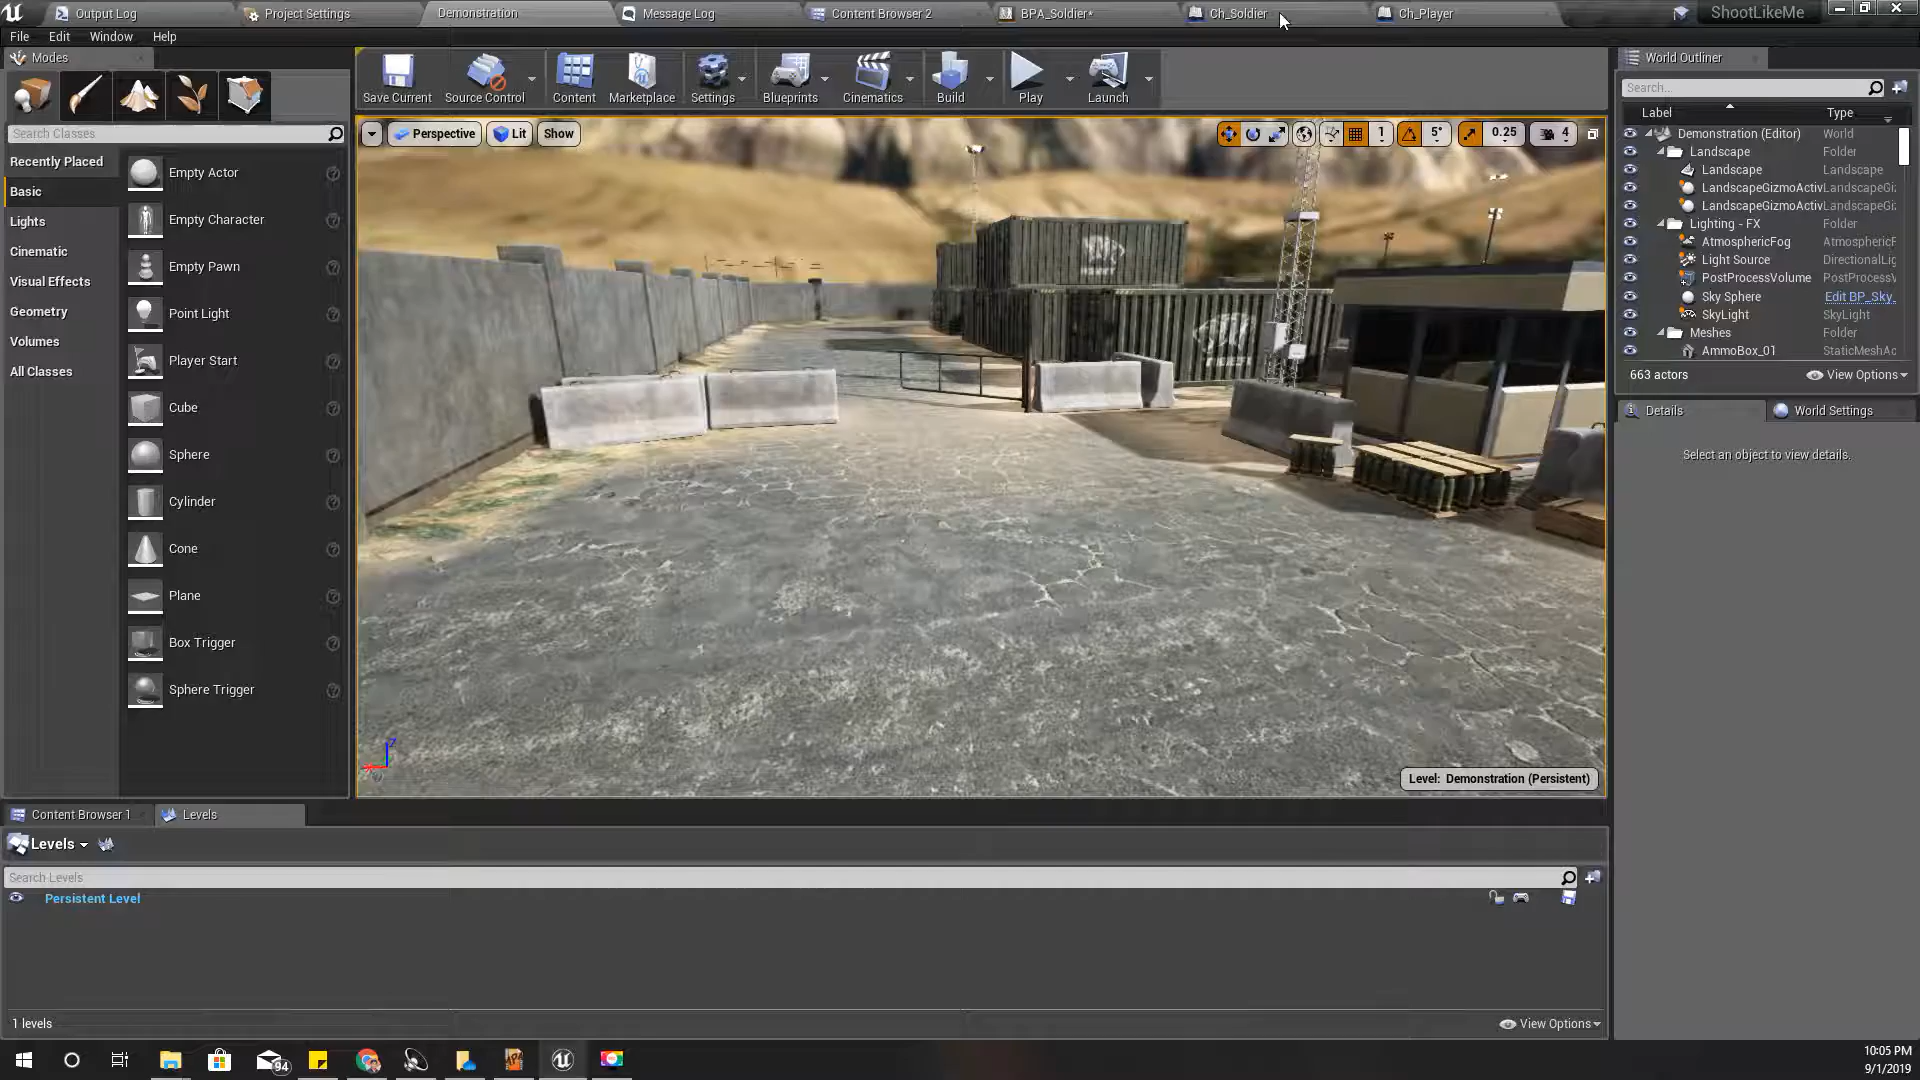 Output Log
Project Settings
Demonstration
Message Log
Content Browser 2
BPA_Soldier*
Ch_Soldier
Ch_Player
ShootLikeMe
File
Edit
Window
Help
Modes
Search Classes
Recently Placed
Basic
Lights
Cinematic
Visual Effects
Geometry
Volumes
All Classes
Empty Actor
Empty Character
Empty Pawn
Point Light
Player Start
Cube
Sphere
Cylinder
Cone
Plane
Box Trigger
Sphere Trigger
Save Current
Source Control
Content
Marketplace
Settings
Blueprints
Cinematics
Build
Play
Launch
Perspective
Lit
Show
1
5°
0.25
4
Level: Demonstration (Persistent)
World Outliner
Search...
Label
Type
Demonstration (Editor) World
Landscape Folder
Landscape Landscape
LandscapeGizmoActiv LandscapeGi
LandscapeGizmoActiv LandscapeGi
Lighting - FX Folder
AtmosphericFog AtmosphericF
Light Source DirectionalLig
PostProcessVolume PostProcessV
Sky Sphere Edit BP_Sky_
SkyLight SkyLight
Meshes Folder
AmmoBox_01 StaticMeshAc
663 actors
View Options
Details
World Settings
Select an object to view details.
Content Browser 1
Levels
Levels
Search Levels
Persistent Level
1 levels
View Options
94
10:05 PM
9/1/2019